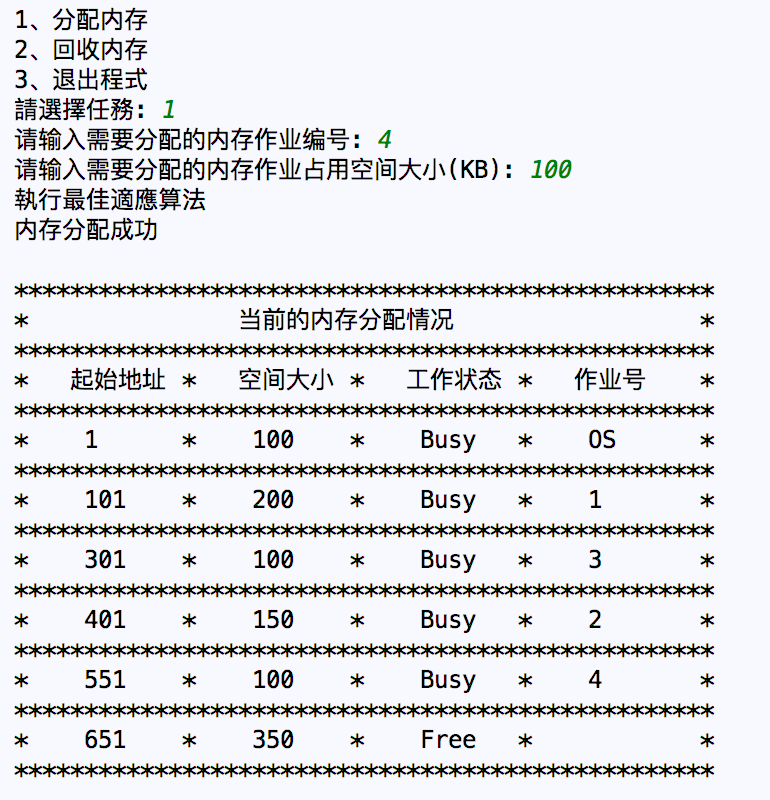 1、分配内存
2、回收内存
3、退出程式
請選擇任務: 1
请输入需要分配的内存作业编号: 4
请输入需要分配的内存作业占用空间大小(KB): 100
執行最佳適應算法
内存分配成功
**************************************************
* 当前的内存分配情况 *
**************************************************
* 起始地址 * 空间大小 * 工作状态 * 作业号 *
**************************************************
* 1 * 100 * Busy * OS *
**************************************************
* 101 * 200 * Busy * 1 *
**************************************************
* 301 * 100 * Busy * 3 *
**************************************************
* 401 * 150 * Busy * 2 *
**************************************************
* 551 * 100 * Busy * 4 *
**************************************************
* 651 * 350 * Free * *
**************************************************